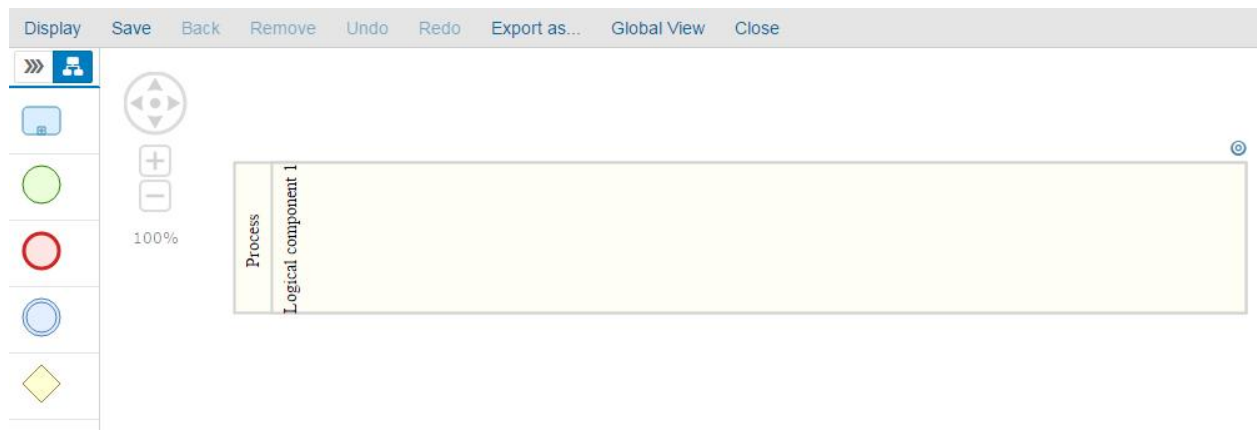 Display Save Back Remove Undo Redo Export as... Global View Close
100%
Process
Logical component 1